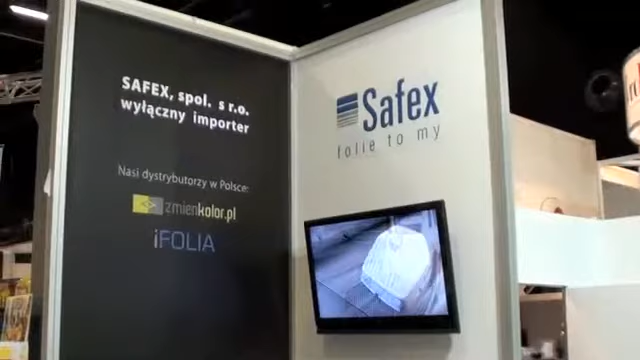 SAFEX, spol. s r.o.
wyłączny importer
Nasi dystrybutorzy w Polsce:
zmienkolor.pl
iFOLIA
Safex
folie to my